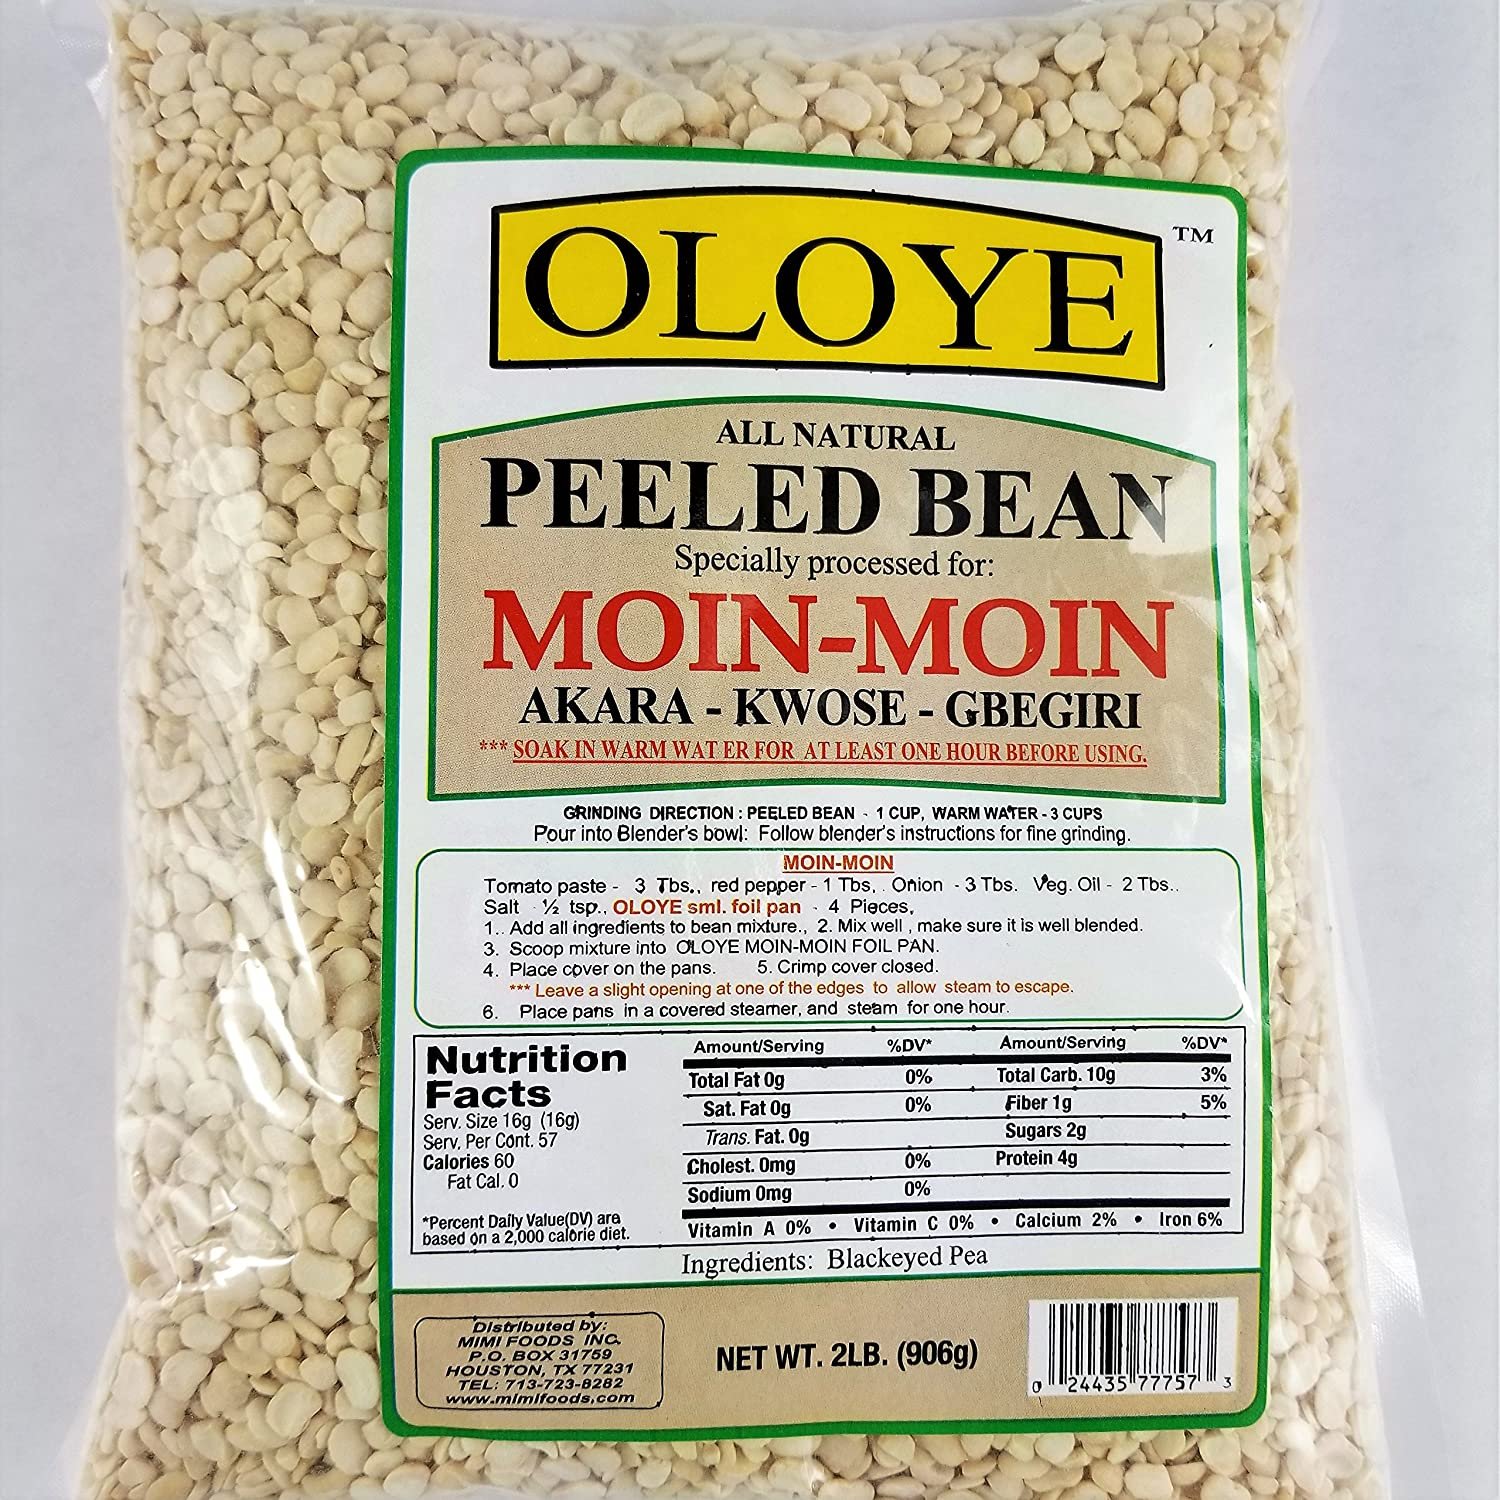 OLOYE TM
ALL NATURAL
PEELED BEAN
Specially processed for:
MOIN-MOIN
AKARA - KWOSE - GBEGIRI
*** SOAK IN WARM WAT ER FOR AT LEAST ONE HOUR BEFORE USING.
GRINDING DIRECTION : PEELED BEAN - 1 CUP, WARM WATER - 3 CUPS
Pour into Blender's bowl: Follow blender's instructions for fine grinding.
MOIN-MOIN
Tomato paste - 3 Tbs., red pepper - 1 Tbs, . Onion - 3 Tbs. Veg. Oil - 2 Tbs..
Salt - ½ tsp., OLOYE sml. foil pan - 4 Pieces,
1.. Add all ingredients to bean mixture., 2. Mix well , make sure it is well blended.
3. Scoop mixture into OLOYE MOIN-MOIN FOIL PAN.
4. Place cover on the pans. 5. Crimp cover closed.
*** Leave a slight opening at one of the edges to allow steam to escape.
6. Place pans in a covered steamer, and steam for one hour.
Nutrition
Facts
Serv. Size 16g (16g)
Serv. Per Cont. 57
Calories 60
Fat Cal. 0
*Percent Daily Value(DV) are
based on a 2,000 calorie diet.
Amount/Serving %DV* Amount/Serving %DV*
Total Fat 0g 0% Total Carb. 10g 3%
Sat. Fat 0g 0% Fiber 1g 5%
Trans. Fat. 0g Sugars 2g
Cholest. 0mg 0% Protein 4g
Sodium 0mg 0%
Vitamin A 0% • Vitamin C 0% • Calcium 2% • Iron 6%
Ingredients: Blackeyed Pea
Distributed by:
MIMI FOODS INC.
P.O. BOX 31759
HOUSTON, TX 77231
TEL: 713-723-8282
www.mimifoods.com
NET WT. 2LB. (906g)
0 24435 77757 3